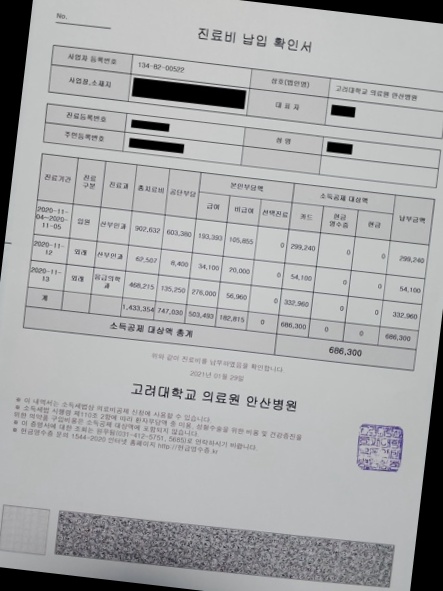 No.
진료비 납입 확인서
사업자 등록번호 134-82-00522 상호(법인명) 고려대학교 의료원 안산병원
사업장소재지 대 표 자
진료등록번호 성 명
주민등록번호
진료기간 진료구분 진료과 총진료비 공단부담 본인부담액 소득공제 대상액 납부금액
급여 비급여 선택진료 카드 현금영수증 현금
2020-11-04~2020-11-05 입원 산부인과 902,632 603,380 193,393 105,855 0 299,240 0 0 299,240
2020-11-12 외래 산부인과 62,507 8,400 34,100 20,000 0 54,100 0 0 54,100
2020-11-13 외래 응급의학과 468,215 135,250 276,000 56,960 0 332,960 0 0 332,960
계 1,433,354 747,030 503,493 182,815 0 686,300 0 0 686,300
소득공제 대상액 총계 686,300
위와 같이 진료비를 납부하였음을 확인합니다.
2021년 01월 29일
고려대학교 의료원 안산병원
※ 이 내역서는 소득세법상 의료비공제 신청에 사용할 수 있습니다.
※ 소득세법 시행령 제110조 2항에 따라 환자부담액 중 미용, 성형수술을 위한 비용 및 건강증진을
위한 의약품 구입비용은 소득공제 대상액에 포함되지 않습니다.
※ 이 증명서에 대한 조회는 원무팀(031-412-5751, 5685)로 연락하시기 바랍니다.
※ 현금영수증 문의 1544-2020 인터넷 홈페이지 http://현금영수증.kr